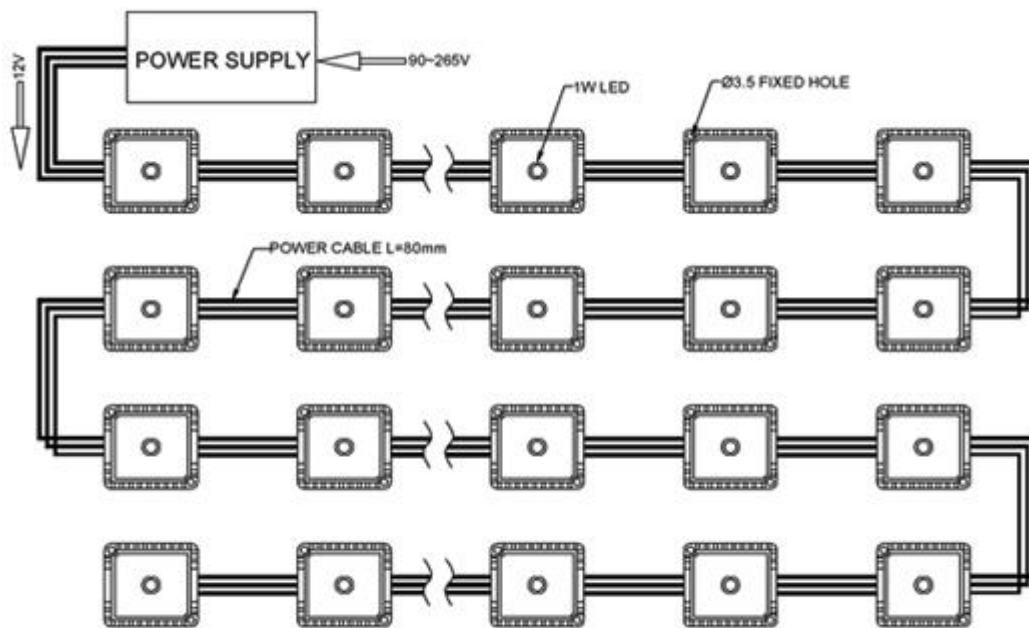 POWER SUPPLY
90~265V
12V
1W LED
Ø3.5 FIXED HOLE
POWER CABLE L=80mm